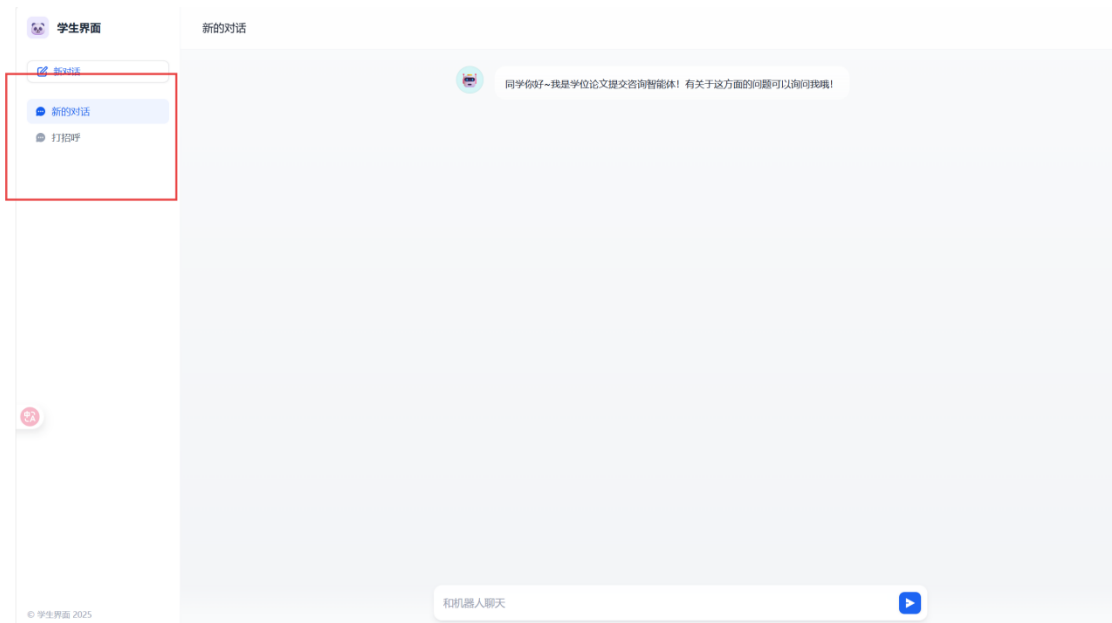 学生界面
新的对话
新对话
同学你好~我是学位论文提交咨询智能体！有关于这方面的问题可以询问我哦！
新的对话
打招呼
和机器人聊天
© 学生界面 2025